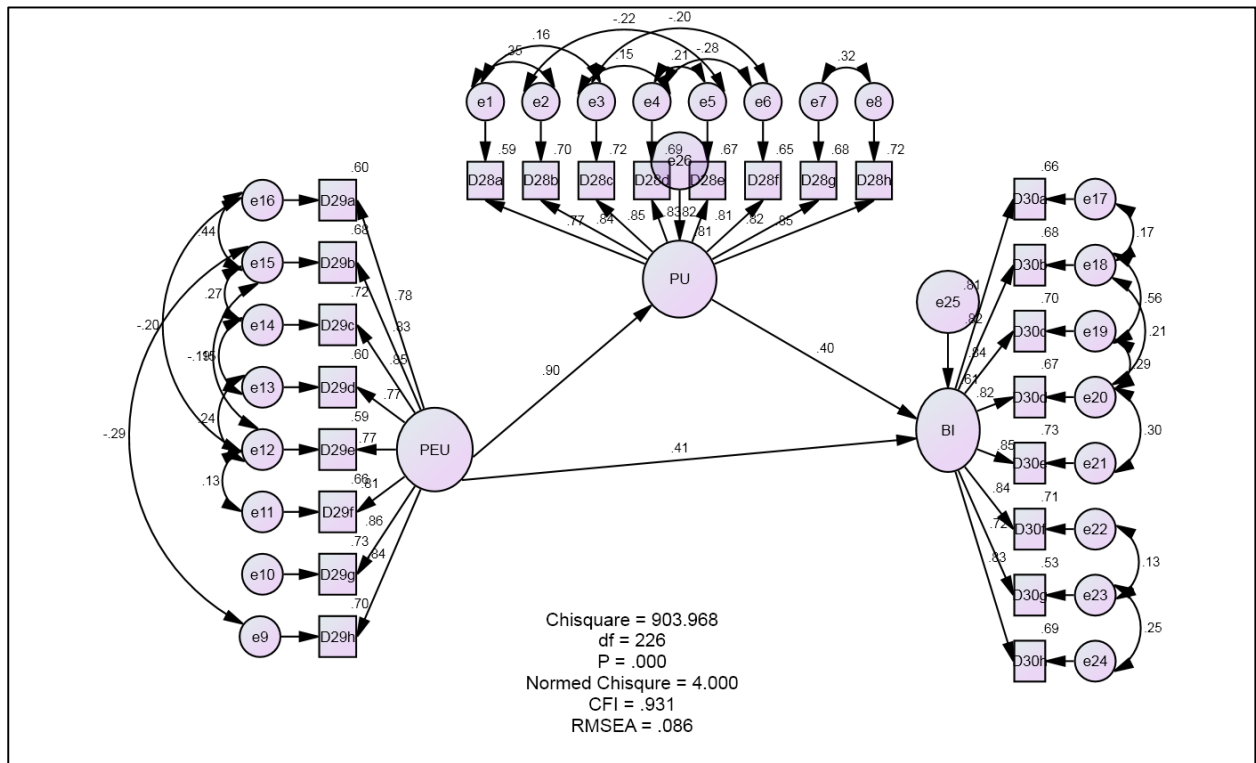 -.22 -.20
.16
.35 .15 .21 -.28 .32
e1 e2 e3 e4 e5 e6 e7 e8
.59 .70 .72 .69 .67 .65 .68 .72
e26
D28a D28b D28c D28d D28e D28f D28g D28h
.77 .84 .85 .83 .82 .81 .82 .85
.81
PU
.60
e16 D29a
.44 .68
e15 D29b
.27 .72 .78
e14 D29c
-.20 .83
-.19 .15 .60 .85
e13 D29d
.24 .59 .77
e12 D29e .77
PEU
-.29
.13 .66 .81
e11 D29f
.86
.73 .84
e10 D29g
.70
e9 D29h
.90
.40
.41
e25
.61
BI
.66
D30a e17
.81 .68 .17
D30b e18
.82 .70 .56
D30c e19
.84 .21
.67 .29
.82 D30d e20
.73 .30
.85 D30e e21
.84 .71
D30f e22
.72 .53 .13
D30g e23
.83 .69 .25
D30h e24
Chisquare = 903.968
df = 226
P = .000
Normed Chisqure = 4.000
CFI = .931
RMSEA = .086